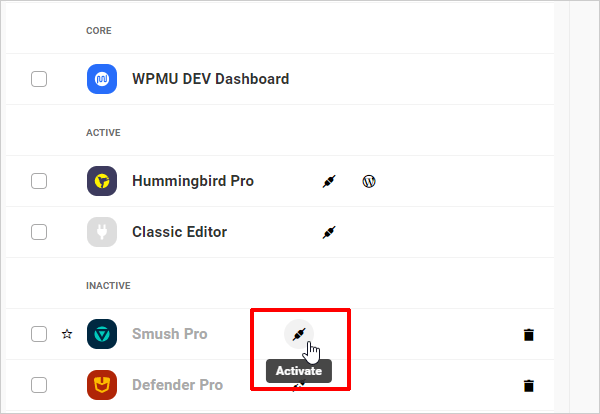 CORE
WPMU DEV Dashboard
ACTIVE
Hummingbird Pro
Classic Editor
INACTIVE
Smush Pro
Activate
Defender Pro